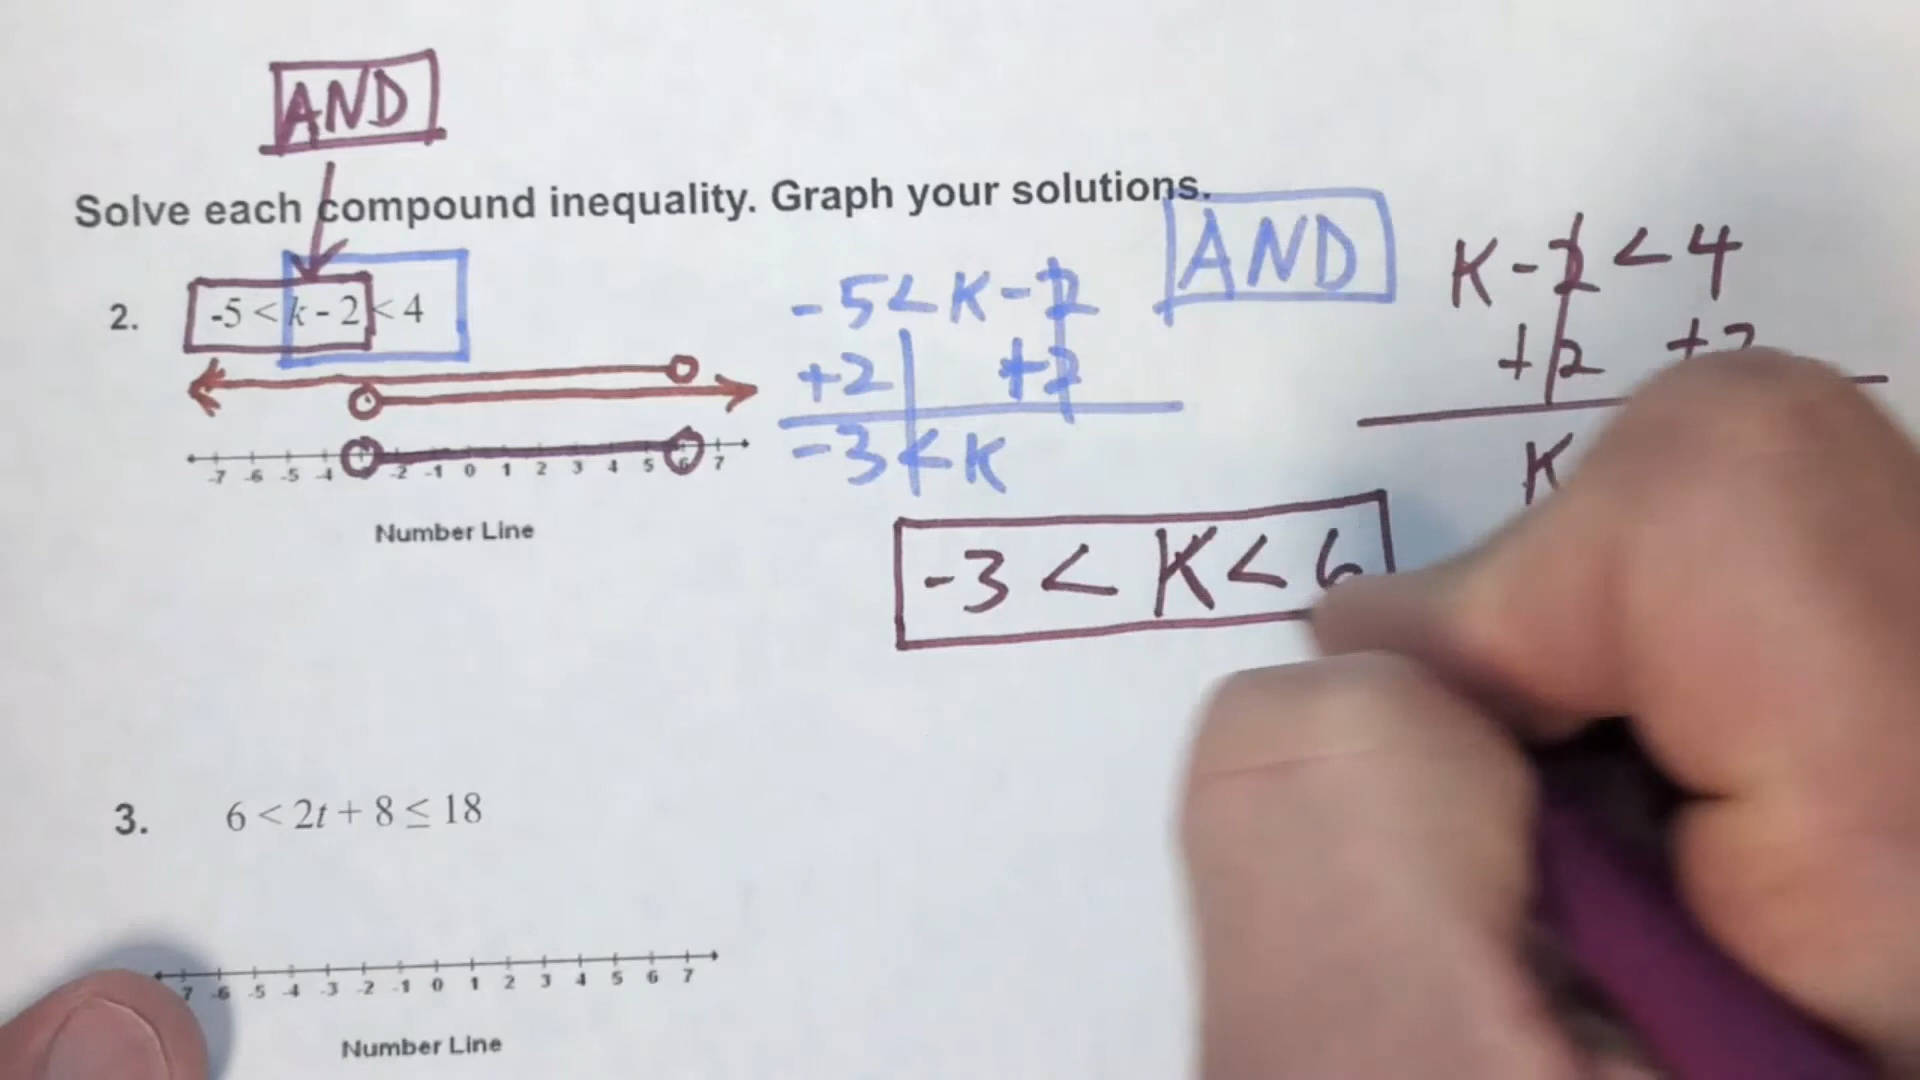 AND
Solve each compound inequality. Graph your solutions.
AND
2. -5 < k - 2 < 4
-5 < K - 2
+2 +2
-3 < K
K - 2 < 4
+2 +2
K
-7 -6 -5 -4 -2 -1 0 1 2 3 4 5 6 7
Number Line
-3 < K < 6
3. 6 < 2t + 8 ≤ 18
-7 -6 -5 -4 -3 -2 -1 0 1 2 3 4 5 6 7
Number Line